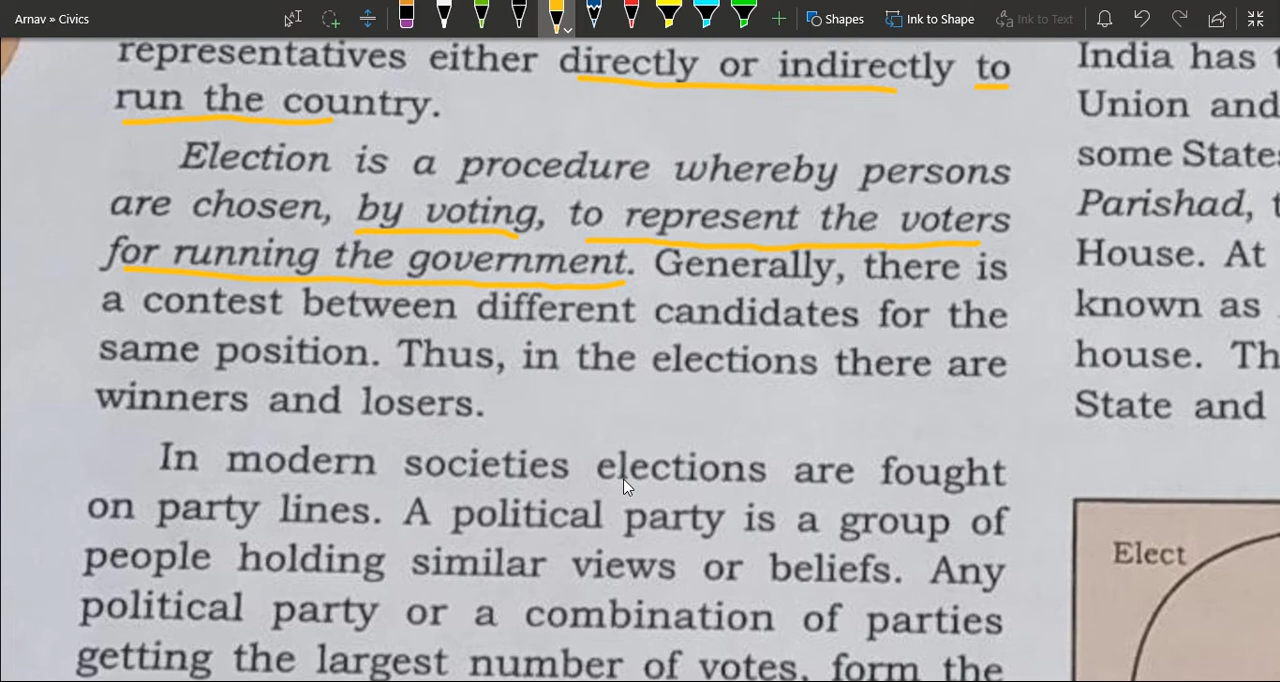 Arnav » Civics
Shapes
Ink to Shape
Ink to Text
representatives either directly or indirectly to
run the country.
Election is a procedure whereby persons
are chosen, by voting, to represent the voters
for running the government. Generally, there is
a contest between different candidates for the
same position. Thus, in the elections there are
winners and losers.
In modern societies elections are fought
on party lines. A political party is a group of
people holding similar views or beliefs. Any
political party or a combination of parties
getting the largest number of votes, form the
India has
Union and
some States
Parishad,
House. At
known as
house. Th
State and
Elect